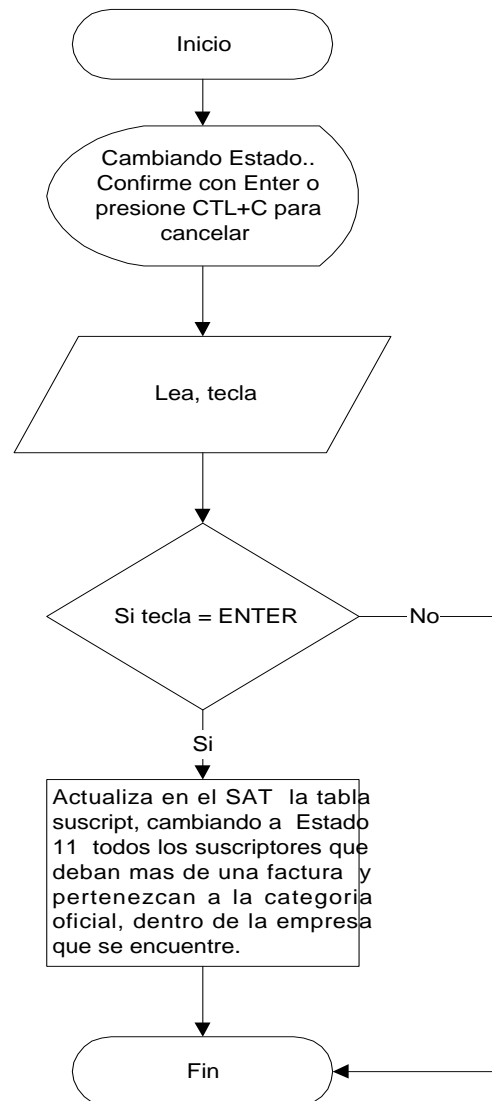 Inicio
Cambiando Estado..
Confirme con Enter o
presione CTL+C para
cancelar
Lea, tecla
Si tecla = ENTER
No
Si
Actualiza en el SAT la tabla
suscript, cambiando a Estado
11 todos los suscriptores que
deban mas de una factura y
pertenezcan a la categoria
oficial, dentro de la empresa
que se encuentre.
Fin